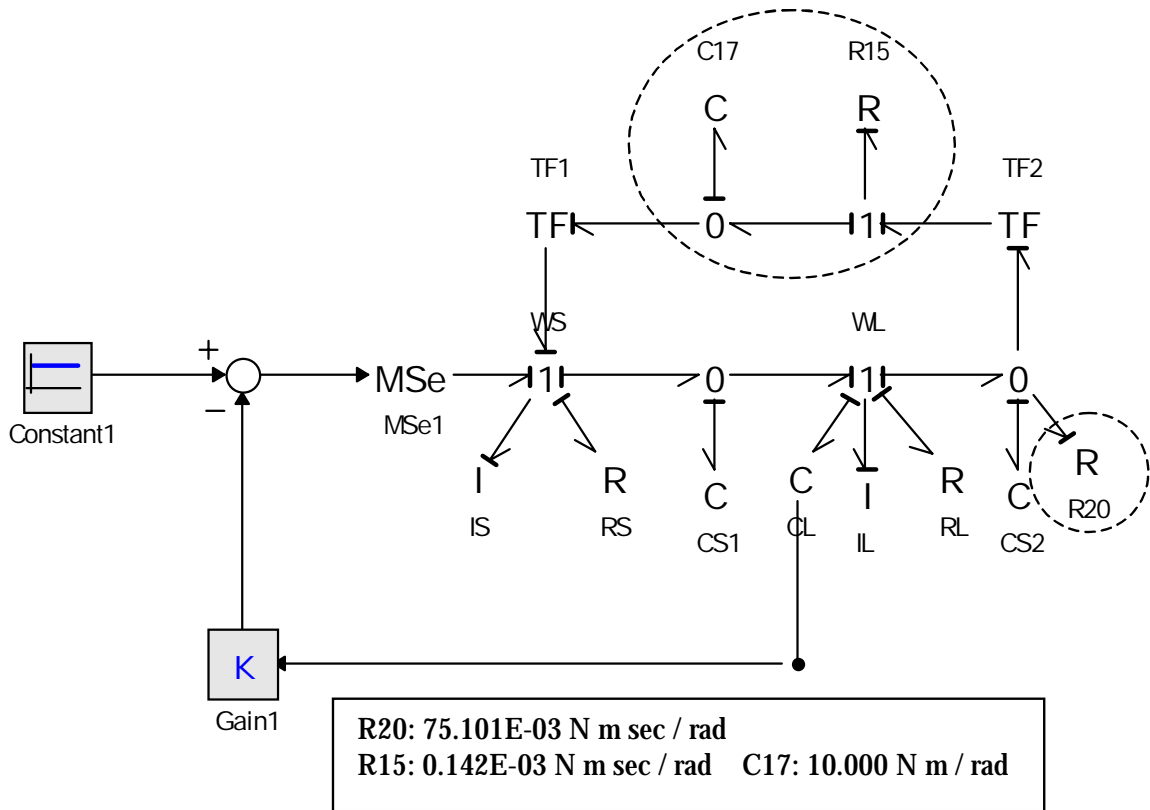 C17 R15
C R
TF1 TF2
TF 0 1 TF
WS WL
+
MSe 1 0 1 0
−
Constant1 MSe1
I R C C I R C R
IS RS CS1 CL IL RL CS2 R20
K
Gain1
R20: 75.101E-03 N m sec / rad
R15: 0.142E-03 N m sec / rad C17: 10.000 N m / rad